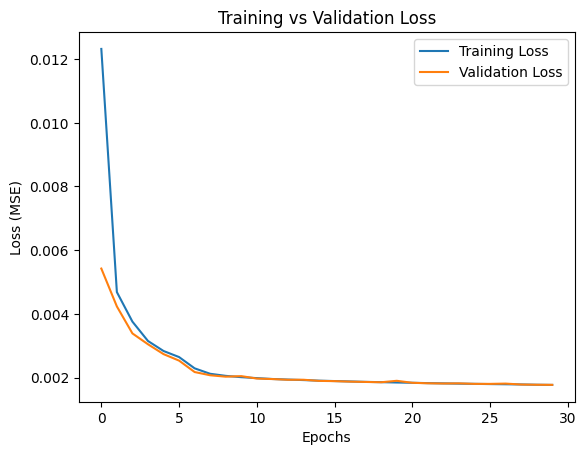 Training vs Validation Loss
Training Loss
Validation Loss
0.012
0.010
0.008
0.006
0.004
0.002
Loss (MSE)
0 5 10 15 20 25 30
Epochs